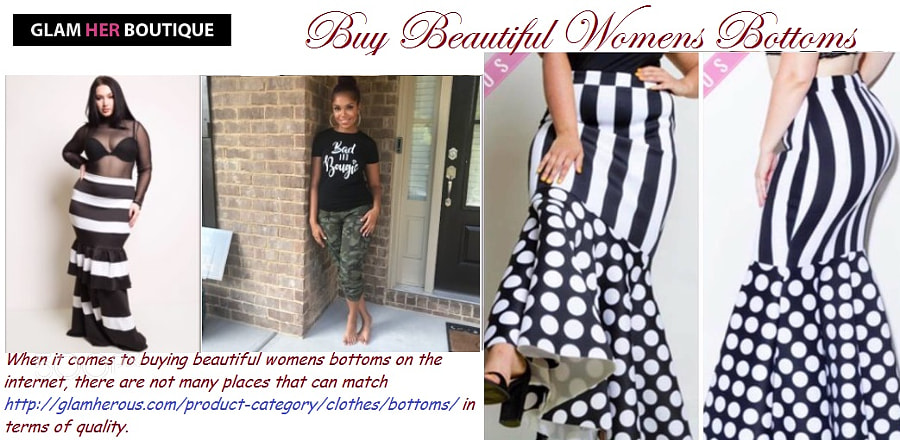 GLAM HER BOUTIQUE
Buy Beautiful Womens Bottoms
U S
U S
Bad
Bougie
When it comes to buying beautiful womens bottoms on the
internet, there are not many places that can match
http://glamherous.com/product-category/clothes/bottoms/ in
terms of quality.